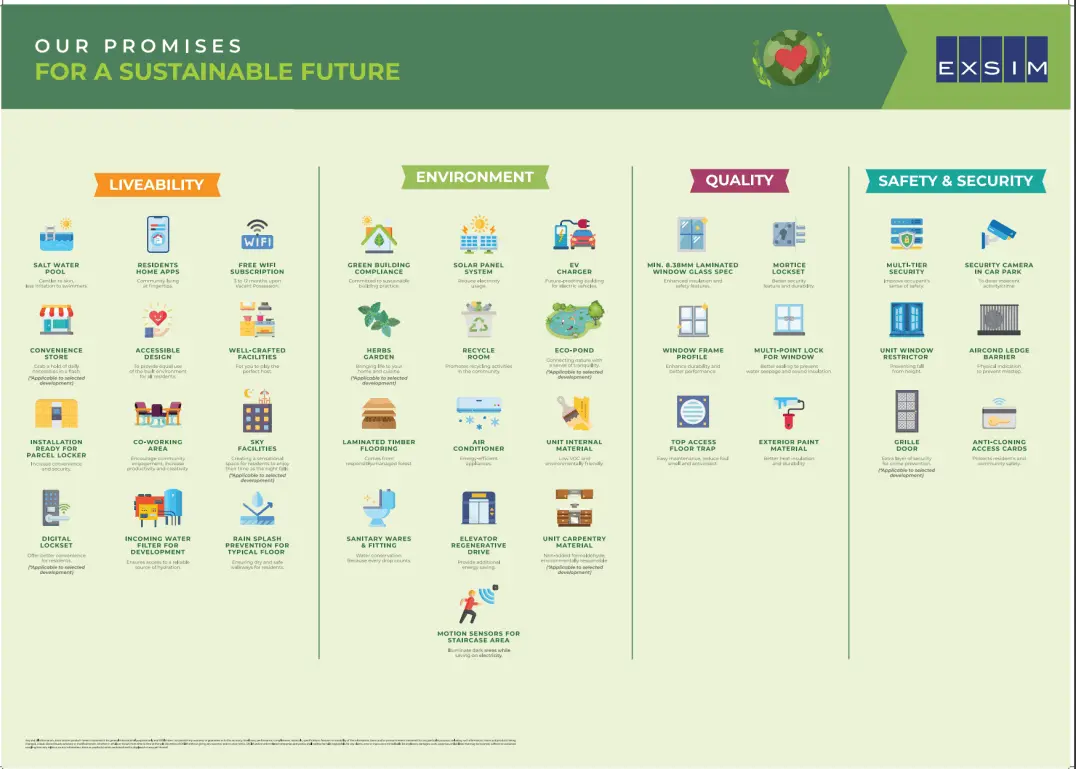 OUR PROMISES
FOR A SUSTAINABLE FUTURE
EXSIM
LIVEABILITY
SALT WATER
POOL
Gentler on skin,
less irritation to swimmers.
RESIDENTS
HOME APPS
Community living
at fingertips.
FREE WIFI
SUBSCRIPTION
upon
Vacant Possession.
CONVENIENCE
STORE
Grab a hold of daily
necessities in a flash.
(*Applicable to selected
development)
ACCESSIBLE
DESIGN
To provide equal use
of the built environment
for all residents.
WELL-CRAFTED
FACILITIES
For you to play the
perfect host.
INSTALLATION
READY FOR
PARCEL LOCKER
Increase convenience
and security.
CO-WORKING
AREA
Encourage community
engagement, increase
productivity and creativity.
SKY
FACILITIES
Creating a sensational
space for residents to enjoy
their time as the night falls.
(*Applicable to selected
development)
DIGITAL
LOCKSET
Offer better convenience
for residents.
(*Applicable to selected
development)
INCOMING WATER
FILTER FOR
DEVELOPMENT
Ensures access to a reliable
source of hydration.
RAIN SPLASH
PREVENTION FOR
TYPICAL FLOOR
Ensuring dry and safe
walkways for residents.
ENVIRONMENT
GREEN BUILDING
COMPLIANCE
Committed to sustainable
building practice.
SOLAR PANEL
SYSTEM
Reduce electricity
usage.
EV
CHARGER
Future-proofing building
for electric vehicles.
HERBS
GARDEN
Bringing life to your
home and cuisine.
(*Applicable to selected
development)
RECYCLE
ROOM
Promotes recycling activities
in the community.
ECO-POND
Connecting nature with
a sense of tranquility.
(*Applicable to selected
development)
LAMINATED TIMBER
FLOORING
Comes from
responsibly managed forest.
AIR
CONDITIONER
Energy-efficient
appliances.
UNIT INTERNAL
MATERIAL
Low VOC and
environmentally friendly.
SANITARY WARES
& FITTING
Water conservation.
Because every drop counts.
ELEVATOR
REGENERATIVE
DRIVE
Provide additional
energy saving.
UNIT CARPENTRY
MATERIAL
Non-added formaldehyde,
environmentally responsible.
(*Applicable to selected
development)
MOTION SENSORS FOR
STAIRCASE AREA
Illuminate daily areas while
saving on electricity.
QUALITY
MIN. 8.38MM LAMINATED
WINDOW GLASS SPEC
Enhanced insulation and
safety features.
MORTICE
LOCKSET
Better security
feature and durability.
WINDOW FRAME
PROFILE
Enhance durability, and
better performance.
MULTI-POINT LOCK
FOR WINDOW
Better sealing to prevent
water seepage and sound insulation.
TOP ACCESS
FLOOR TRAP
Easy maintenance, reduce foul
smell and
EXTERIOR PAINT
MATERIAL
Better heat insulation
and durability.
SAFETY & SECURITY
MULTI-TIER
SECURITY
Improve occupant's
sense of safety.
SECURITY CAMERA
IN CAR PARK
To deter
UNIT WINDOW
RESTRICTOR
Preventing fall
from height.
AIRCOND LEDGE
BARRIER
Physical indication
to prevent misstep.
GRILLE
DOOR
Extra level of security
for crime prevention.
(*Applicable to selected
development)
ANTI-CLONING
ACCESS CARDS
Protects residents and
community safety.